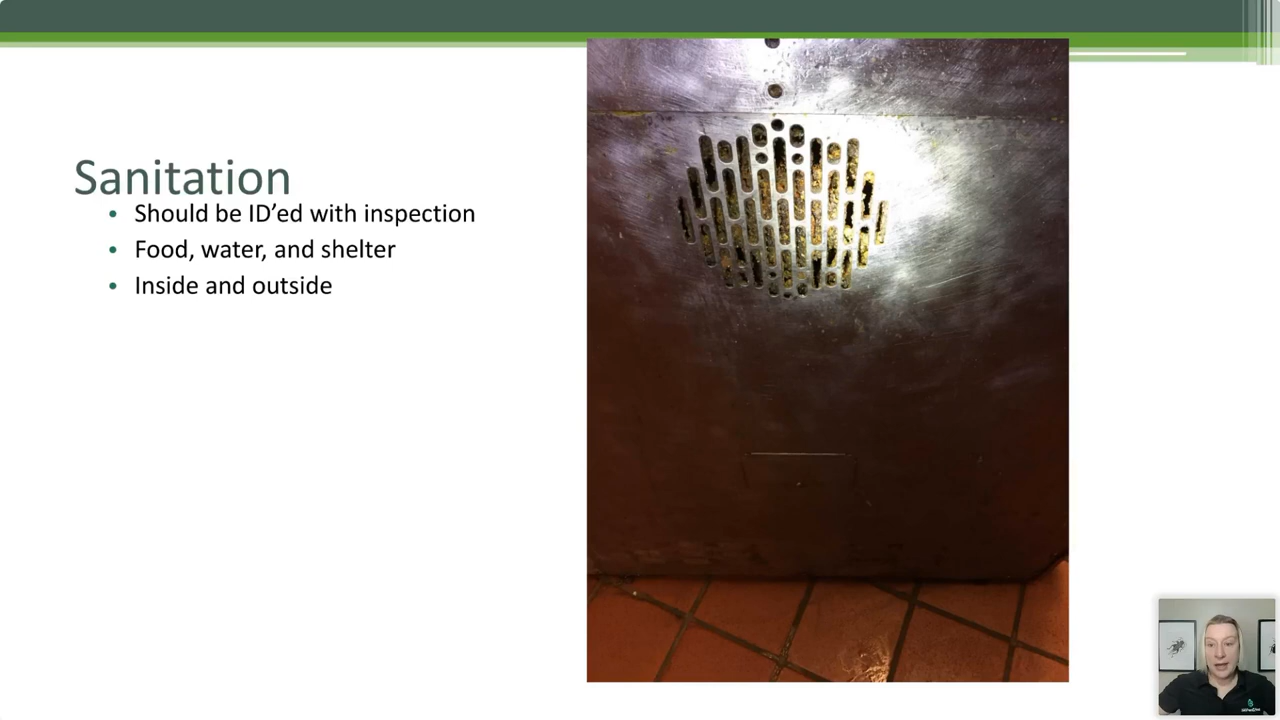 Sanitation
• Should be ID'ed with inspection
• Food, water, and shelter
• Inside and outside